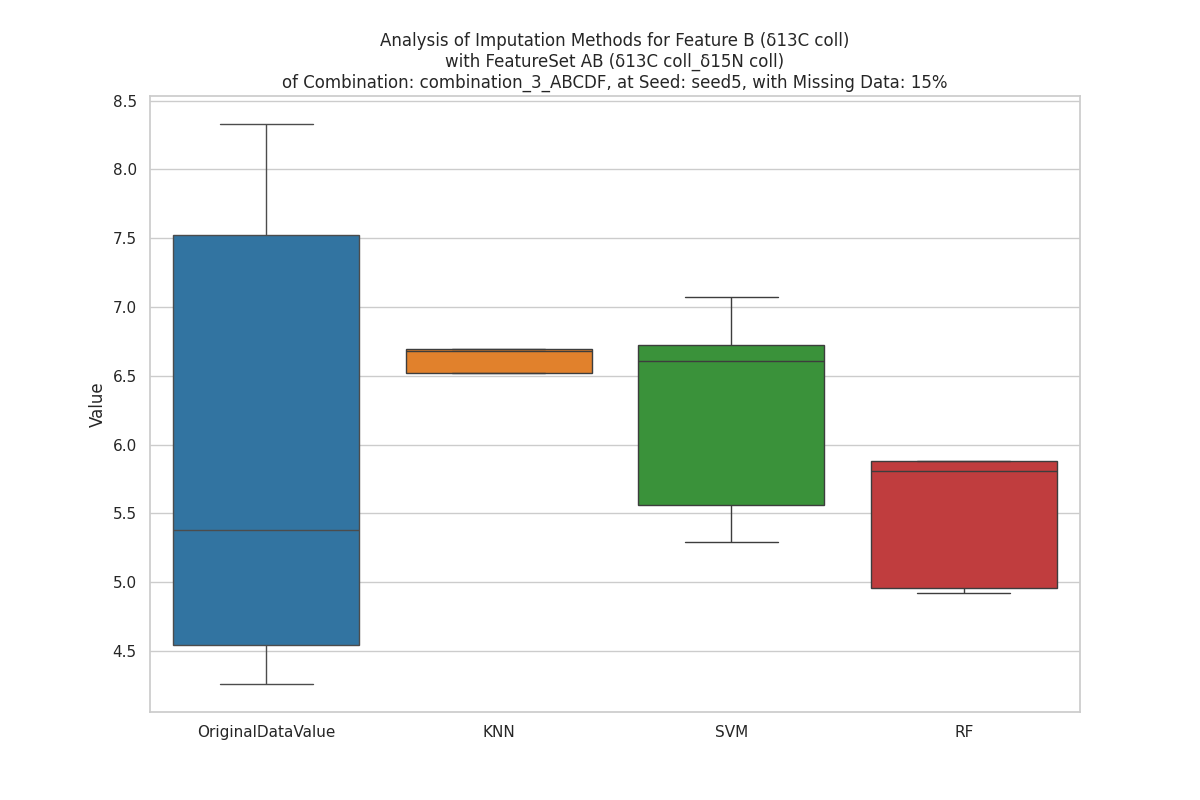 Analysis of Imputation Methods for Feature B (δ13C coll)
with FeatureSet AB (δ13C coll_δ15N coll)
of Combination: combination_3_ABCDF, at Seed: seed5, with Missing Data: 15%
8.5
8.0
7.5
7.0
6.5
6.0
5.5
5.0
4.5
Value
OriginalDataValue
KNN
SVM
RF